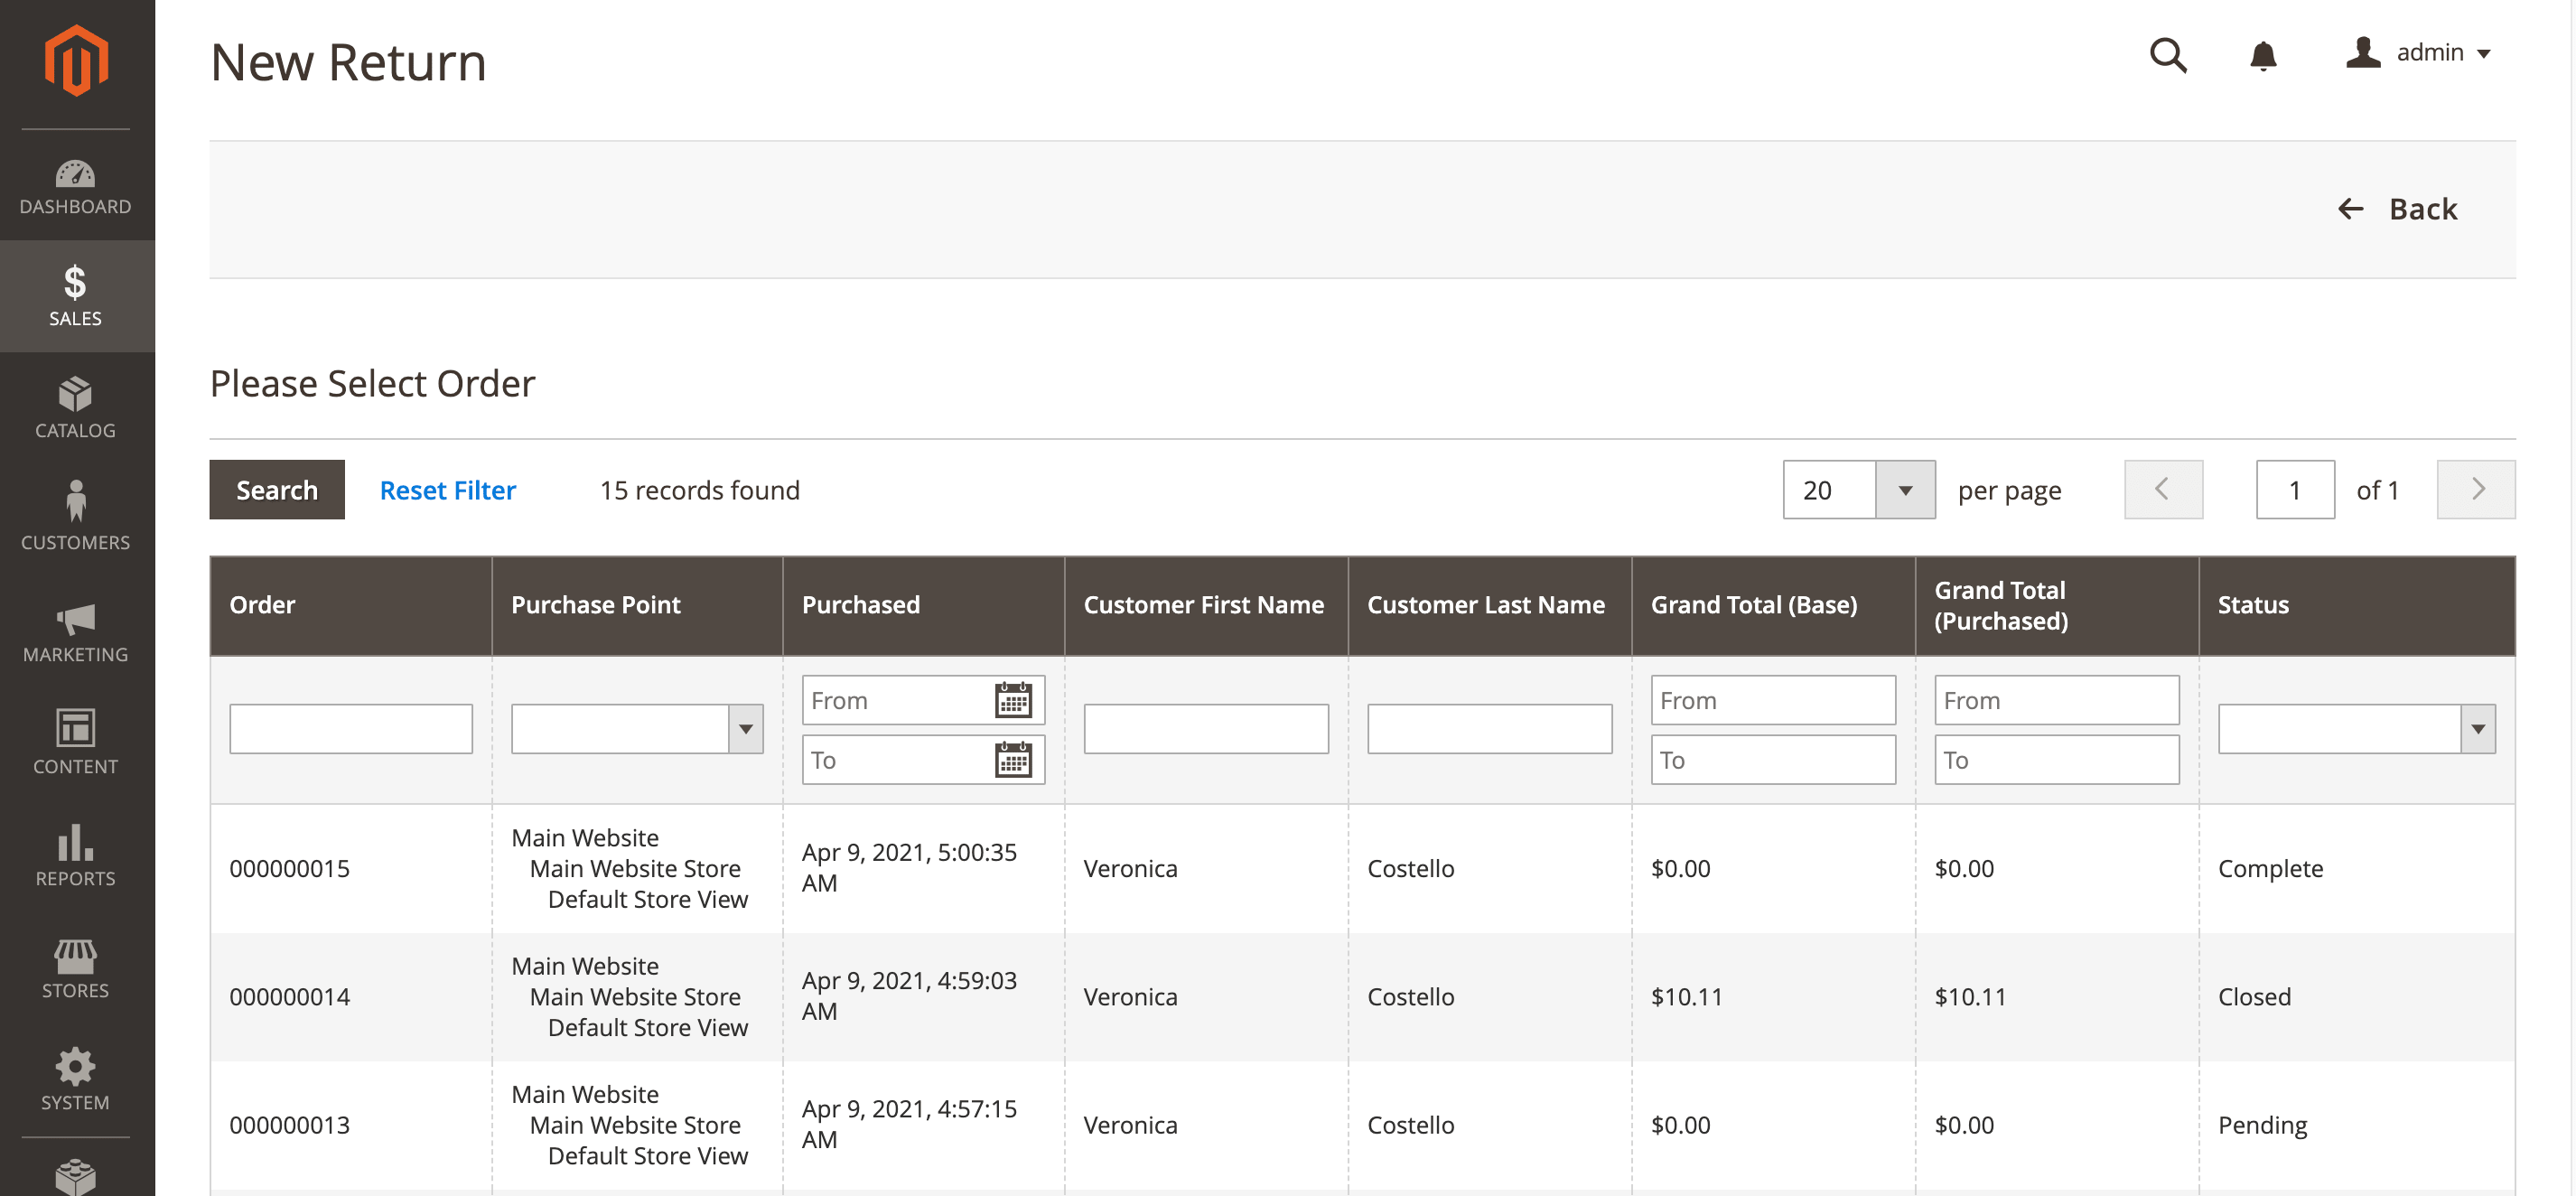 New Return
admin
Back
DASHBOARD
SALES
CATALOG
CUSTOMERS
MARKETING
CONTENT
REPORTS
STORES
SYSTEM
Please Select Order
Search Reset Filter 15 records found 20 per page 1 of 1
Order Purchase Point Purchased Customer First Name Customer Last Name Grand Total (Base) Grand Total (Purchased) Status
From From From
To To To
000000015 Main Website Main Website Store Default Store View Apr 9, 2021, 5:00:35 AM Veronica Costello $0.00 $0.00 Complete
000000014 Main Website Main Website Store Default Store View Apr 9, 2021, 4:59:03 AM Veronica Costello $10.11 $10.11 Closed
000000013 Main Website Main Website Store Default Store View Apr 9, 2021, 4:57:15 AM Veronica Costello $0.00 $0.00 Pending